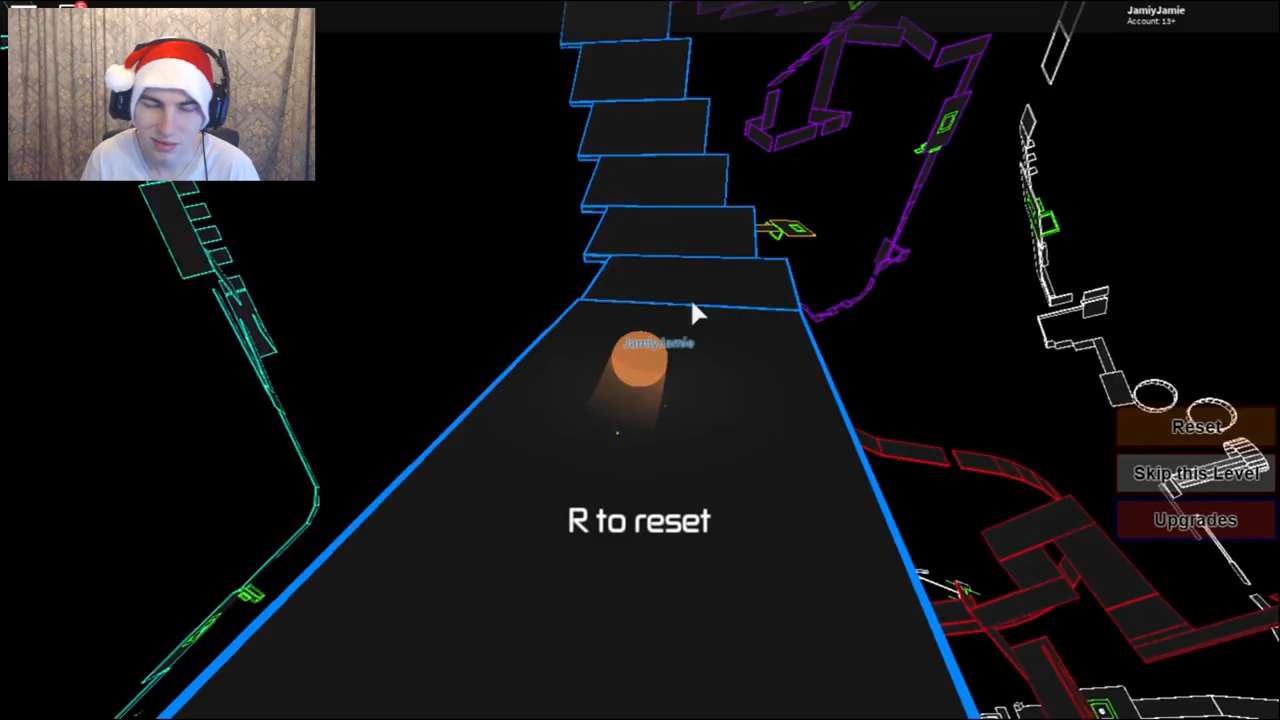 JamiyJamie
Account: 13+
JamiyJamie
Reset
Skip this Level
Upgrades
R to reset